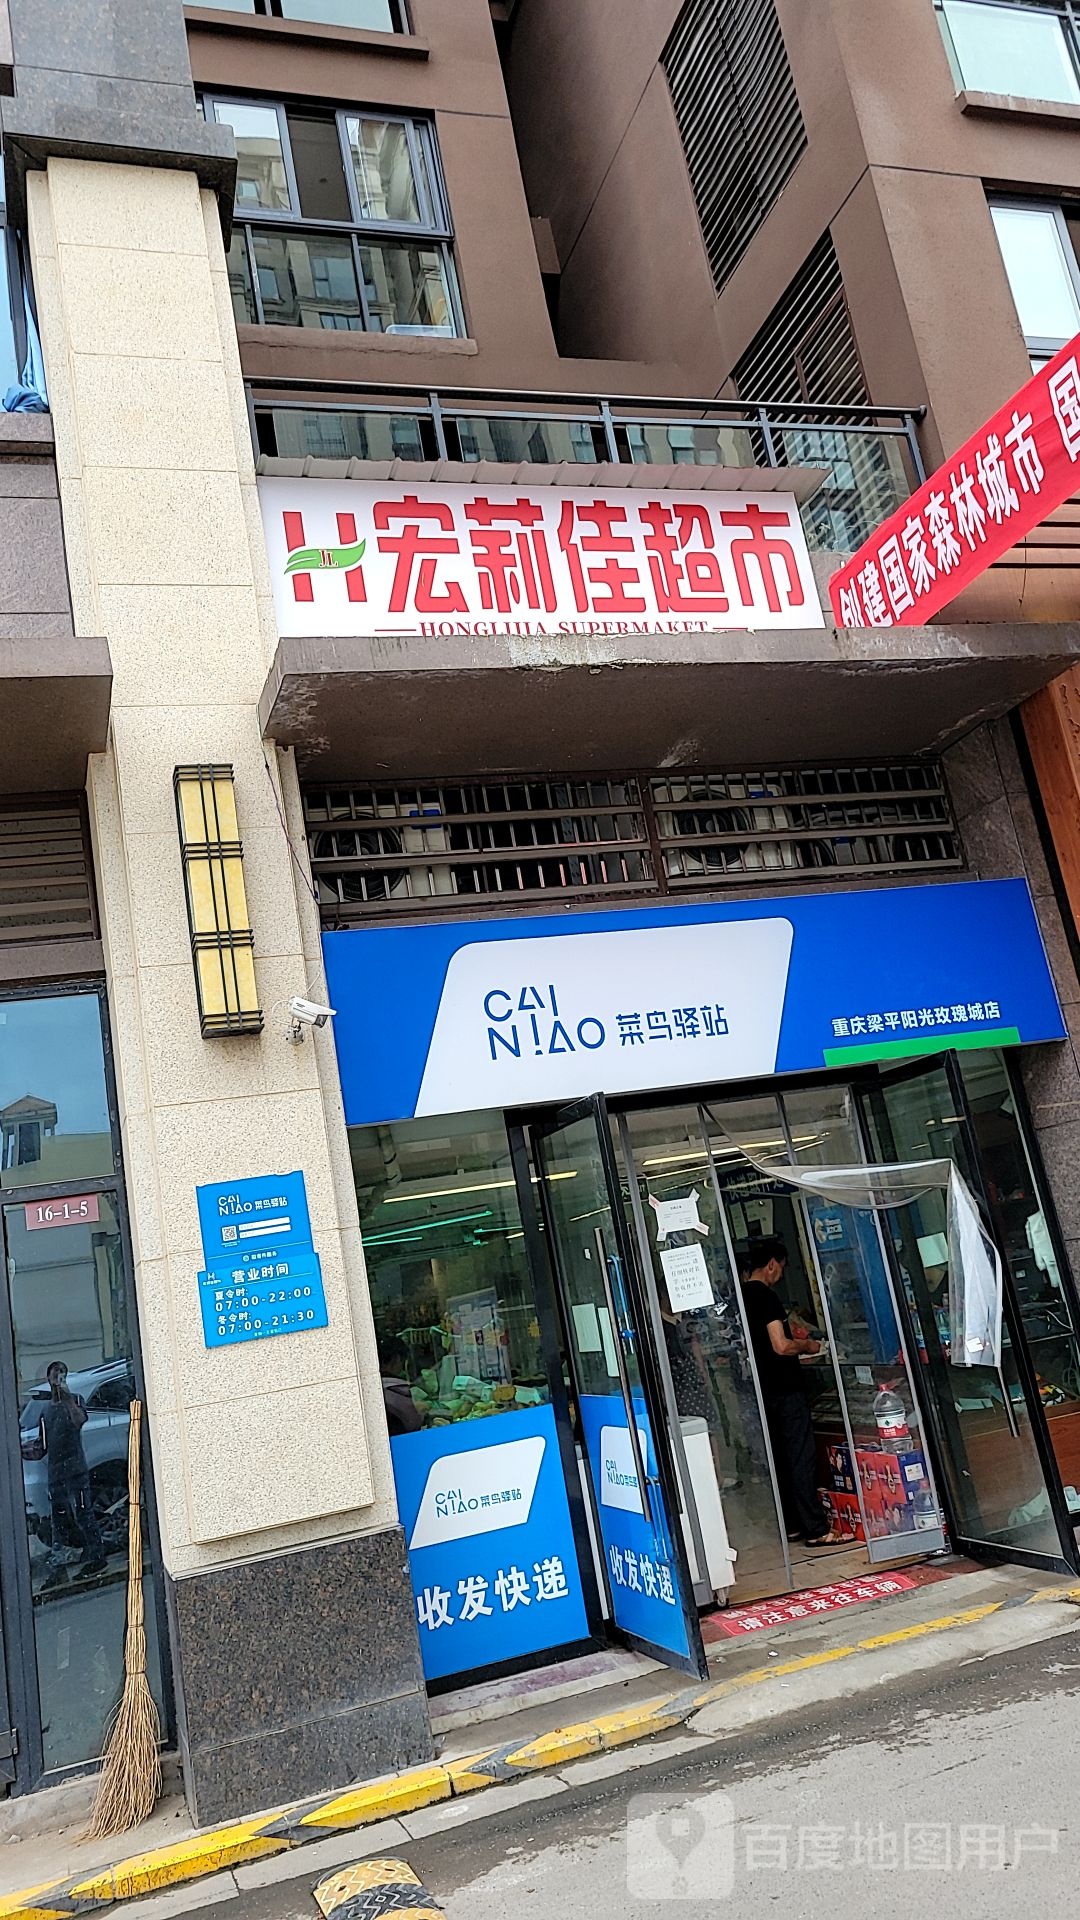 JL
宏莉佳超市
HONGLIJIA SUPERMAKET
创建国家森林城市 国
CAI
NIAO 菜鸟驿站
重庆梁平阳光玫瑰城店
16-1-5
CAI
NIAO 菜鸟驿站
营业时间
夏令时:
07:00-22:00
冬令时:
07:00-21:30
CAI
NIAO 菜鸟驿站
收发快递
CAI
NIAO 菜鸟驿站
收发快递
请注意来往车辆
百度地图用户